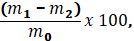 (m₁ - m₂)
m₀ x 100,